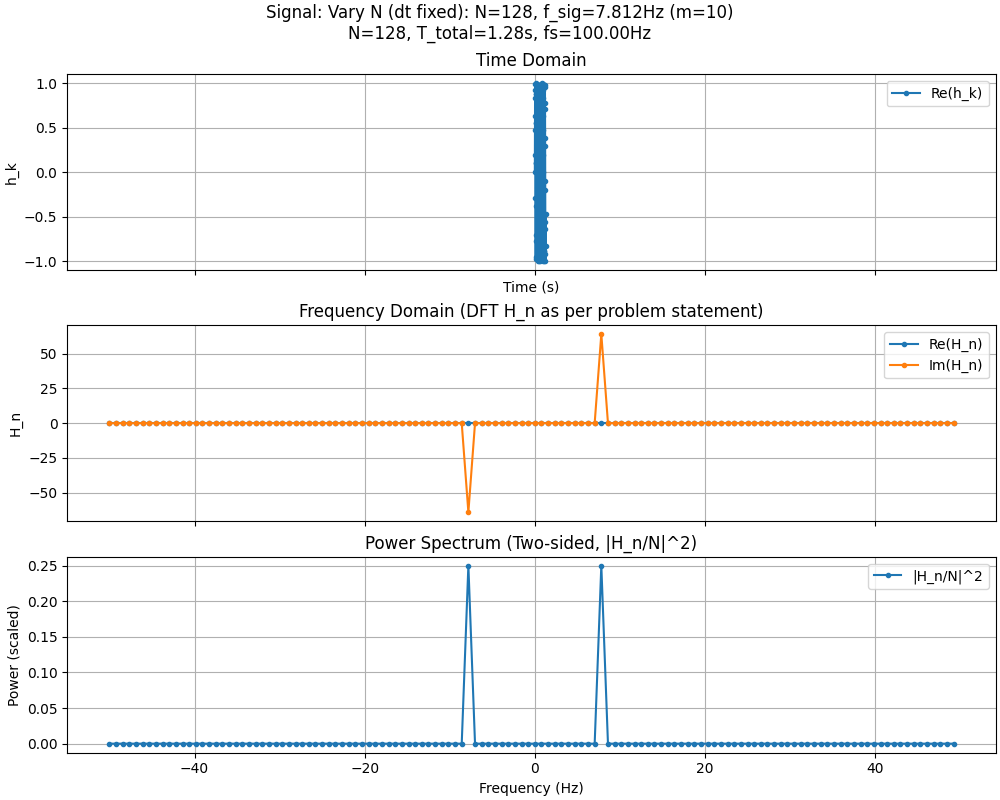 Signal: Vary N (dt fixed): N=128, f_sig=7.812Hz (m=10)
N=128, T_total=1.28s, fs=100.00Hz
Time Domain
1.0
0.5
0.0
−0.5
−1.0
h_k
Re(h_k)
Time (s)
Frequency Domain (DFT H_n as per problem statement)
50
25
0
−25
−50
H_n
Re(H_n)
Im(H_n)
Power Spectrum (Two-sided, |H_n/N|^2)
0.25
0.20
0.15
0.10
0.05
0.00
Power (scaled)
|H_n/N|^2
−40
−20
0
20
40
Frequency (Hz)